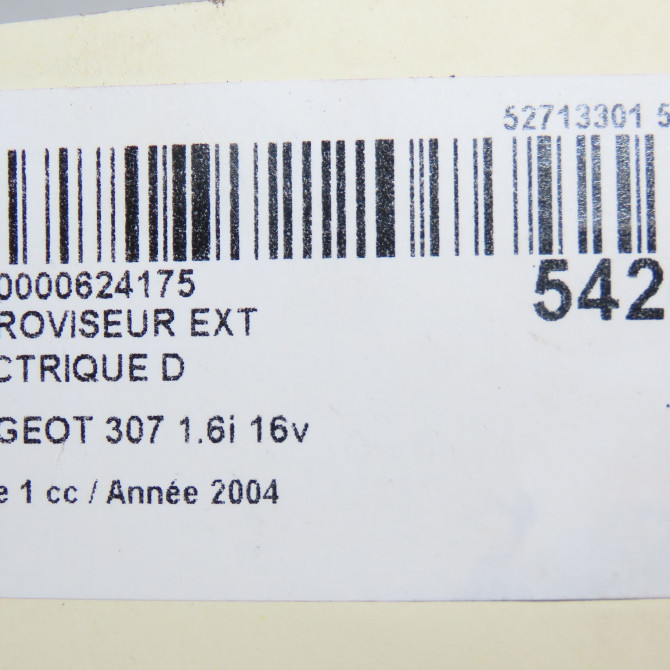 52713301 5
0000624175
542
ROVISEUR EXT
CTRIQUE D
GEOT 307 1.6i 16v
e 1 cc / Année 2004